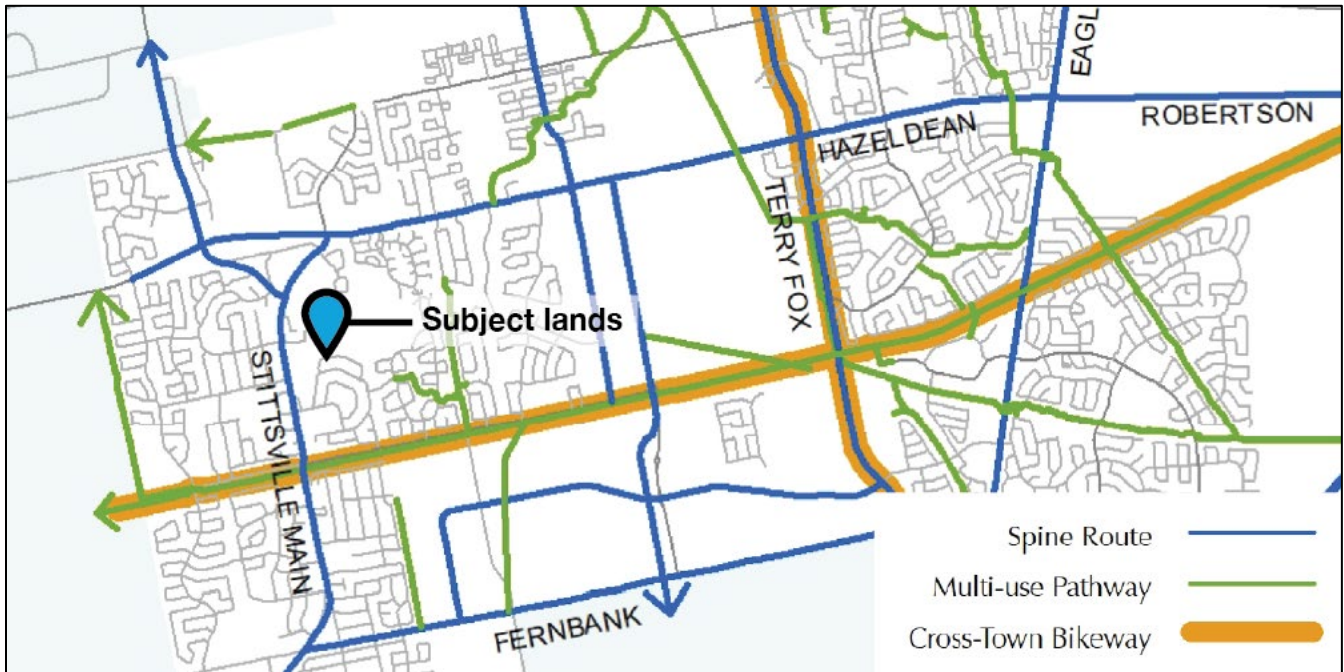 EAGL
ROBERTSON
HAZELDEAN
TERRY FOX
Subject lands
STITTSVILLE MAIN
FERNBANK
Spine Route
Multi-use Pathway
Cross-Town Bikeway